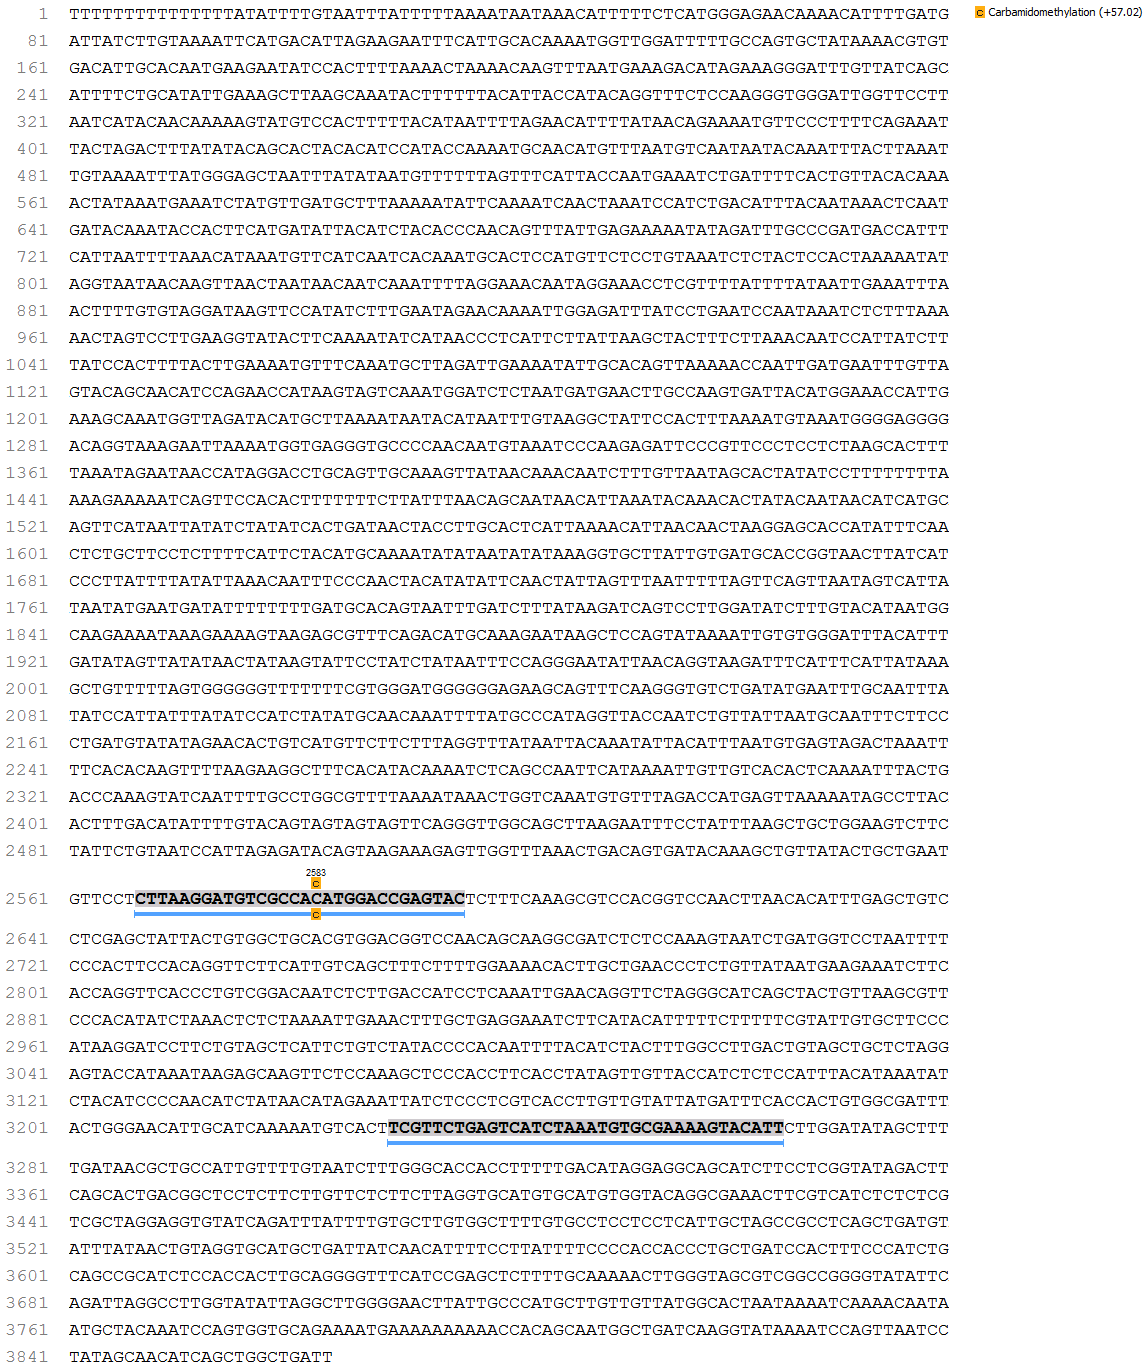 1 TTTTTTTTTTTTTTTATATTTTGTAATTTATTTTTAAAATAATAAACATTTTTCTCATGGGAGAACAAAACATTTTGATG
C Carbamidomethylation (+57.02)
81 ATTATCTTGTAAAATTCATGACATTAGAAGAATTTCATTGCACAAAATGGTTGGATTTTTGCCAGTGCTATAAAACGTGT
161 GACATTGCACAATGAAGAATATCCACTTTTAAAACTAAAACAAGTTTAATGAAAGACATAGAAAGGGATTTGTTATCAGC
241 ATTTTCTGCATATTGAAAGCTTAAGCAAATACTTTTTTACATTACCATACAGGTTTCTCCAAGGGTGGGATTGGTTCCTT
321 AATCATACAACAAAAAGTATGTCCACTTTTTACATAATTTTAGAACATTTTATAACAGAAAATGTTCCCTTTTCAGAAAT
401 TACTAGACTTTATATACAGCACTACACATCCATACCAAAATGCAACATGTTTAATGTCAATAATACAAATTTACTTAAAT
481 TGTAAAATTTATGGGAGCTAATTTATATAATGTTTTTTAGTTTCATTACCAATGAAATCTGATTTTCACTGTTACACAAA
561 ACTATAAATGAAATCTATGTTGATGCTTTAAAAATATTCAAAATCAACTAAATCCATCTGACATTTACAATAAACTCAAT
641 GATACAAATACCACTTCATGATATTACATCTACACCCAACAGTTTATTGAGAAAAATATAGATTTGCCCGATGACCATTT
721 CATTAATTTTAAACATAAATGTTCATCAATCACAAATGCACTCCATGTTCTCCTGTAAATCTCTACTCCACTAAAAATAT
801 AGGTAATAACAAGTTAACTAATAACAATCAAATTTTAGGAAACAATAGGAAACCTCGTTTTATTTTATAATTGAAATTTA
881 ACTTTTGTGTAGGATAAGTTCCATATCTTTGAATAGAACAAAATTGGAGATTTATCCTGAATCCAATAAATCTCTTTAAA
961 AACTAGTCCTTGAAGGTATACTTCAAAATATCATAACCCTCATTCTTATTAAGCTACTTTCTTAAACAATCCATTATCTT
1041 TATCCACTTTTACTTGAAAATGTTTCAAATGCTTAGATTGAAAATATTGCACAGTTAAAAACCAATTGATGAATTTGTTA
1121 GTACAGCAACATCCAGAACCATAAGTAGTCAAATGGATCTCTAATGATGAACTTGCCAAGTGATTACATGGAAACCATTG
1201 AAAGCAAATGGTTAGATACATGCTTAAAATAATACATAATTTGTAAGGCTATTCCACTTTAAAATGTAAATGGGGAGGGG
1281 ACAGGTAAAGAATTAAAATGGTGAGGGTGCCCCAACAATGTAAATCCCAAGAGATTCCCGTTCCCTCCTCTAAGCACTTT
1361 TAAATAGAATAACCATAGGACCTGCAGTTGCAAAGTTATAACAAACAATCTTTGTTAATAGCACTATATCCTTTTTTTTA
1441 AAAGAAAAATCAGTTCCACACTTTTTTTCTTATTTAACAGCAATAACATTAAATACAAACACTATACAATAACATCATGC
1521 AGTTCATAATTATATCTATATCACTGATAACTACCTTGCACTCATTAAAACATTAACAACTAAGGAGCACCATATTTCAA
1601 CTCTGCTTCCTCTTTTCATTCTACATGCAAAATATATAATATATAAAGGTGCTTATTGTGATGCACCGGTAACTTATCAT
1681 CCCTTATTTTATATTAAACAATTTCCCAACTACATATATTCAACTATTAGTTTAATTTTTAGTTCAGTTAATAGTCATTA
1761 TAATATGAATGATATTTTTTTTGATGCACAGTAATTTGATCTTTATAAGATCAGTCCTTGGATATCTTTGTACATAATGG
1841 CAAGAAAATAAAGAAAAGTAAGAGCGTTTCAGACATGCAAAGAATAAGCTCCAGTATAAAATTGTGTGGGATTTACATTT
1921 GATATAGTTATATAACTATAAGTATTCCTATCTATAATTTCCAGGGAATATTAACAGGTAAGATTTCATTTCATTATAAA
2001 GCTGTTTTTAGTGGGGGGTTTTTTTCGTGGGATGGGGGGAGAAGCAGTTTCAAGGGTGTCTGATATGAATTTGCAATTTA
2081 TATCCATTATTTATATCCATCTATATGCAACAAATTTTATGCCCATAGGTTACCAATCTGTTATTAATGCAATTTCTTCC
2161 CTGATGTATATAGAACACTGTCATGTTCTTCTTTAGGTTTATAATTACAAATATTACATTTAATGTGAGTAGACTAAATT
2241 TTCACACAAGTTTTAAGAAGGCTTTCACATACAAAATCTCAGCCAATTCATAAAATTGTTGTCACACTCAAAATTTACTG
2321 ACCCAAAGTATCAATTTTGCCTGGCGTTTTAAAATAAACTGGTCAAATGTGTTTAGACCATGAGTTAAAAATAGCCTTAC
2401 ACTTTGACATATTTTGTACAGTAGTAGTAGTTCAGGGTTGGCAGCTTAAGAATTTCCTATTTAAGCTGCTGGAAGTCTTC
2481 TATTCTGTAATCCATTAGAGATACAGTAAGAAAGAGTTGGTTTAAACTGACAGTGATACAAAGCTGTTATACTGCTGAAT
2583
C
2561 GTTCCTCTTAAGGATGTCGCCACATGGACCGAGTACTCTTTCAAAGCGTCCACGGTCCAACTTAACACATTTGAGCTGTC
C
2641 CTCGAGCTATTACTGTGGCTGCACGTGGACGGTCCAACAGCAAGGCGATCTCTCCAAAGTAATCTGATGGTCCTAATTTT
2721 CCCACTTCCACAGGTTCTTCATTGTCAGCTTTCTTTTGGAAAACACTTGCTGAACCCTCTGTTATAATGAAGAAATCTTC
2801 ACCAGGTTCACCCTGTCGGACAATCTCTTGACCATCCTCAAATTGAACAGGTTCTAGGGCATCAGCTACTGTTAAGCGTT
2881 CCCACATATCTAAACTCTCTAAAATTGAAACTTTGCTGAGGAAATCTTCATACATTTTTCTTTTTCGTATTGTGCTTCCC
2961 ATAAGGATCCTTCTGTAGCTCATTCTGTCTATACCCCACAATTTTACATCTACTTTGGCCTTGACTGTAGCTGCTCTAGG
3041 AGTACCATAAATAAGAGCAAGTTCTCCAAAGCTCCCACCTTCACCTATAGTTGTTACCATCTCTCCATTTACATAAATAT
3121 CTACATCCCCAACATCTATAACATAGAAATTATCTCCCTCGTCACCTTGTTGTATTATGATTTCACCACTGTGGCGATTT
3201 ACTGGGAACATTGCATCAAAAATGTCACTTCGTTCTGAGTCATCTAAATGTGCGAAAAGTACATTCTTGGATATAGCTTT
3281 TGATAACGCTGCCATTGTTTTGTAATCTTTGGGCACCACCTTTTTGACATAGGAGGCAGCATCTTCCTCGGTATAGACTT
3361 CAGCACTGACGGCTCCTCTTCTTGTTCTCTTCTTAGGTGCATGTGCATGTGGTACAGGCGAAACTTCGTCATCTCTCTCG
3441 TCGCTAGGAGGTGTATCAGATTTATTTTGTGCTTGTGGCTTTTGTGCCTCCTCCTCATTGCTAGCCGCCTCAGCTGATGT
3521 ATTTATAACTGTAGGTGCATGCTGATTATCAACATTTTCCTTATTTTCCCCACCACCCTGCTGATCCACTTTCCCATCTG
3601 CAGCCGCATCTCCACCACTTGCAGGGGTTTCATCCGAGCTCTTTTGCAAAAACTTGGGTAGCGTCGGCCGGGGTATATTC
3681 AGATTAGGCCTTGGTATATTAGGCTTGGGGAACTTATTGCCCATGCTTGTTGTTATGGCACTAATAAAATCAAAACAATA
3761 ATGCTACAAATCCAGTGGTGCAGAAAATGAAAAAAAAAACCACAGCAATGGCTGATCAAGGTATAAAATCCAGTTAATCC
3841 TATAGCAACATCAGCTGGCTGATT